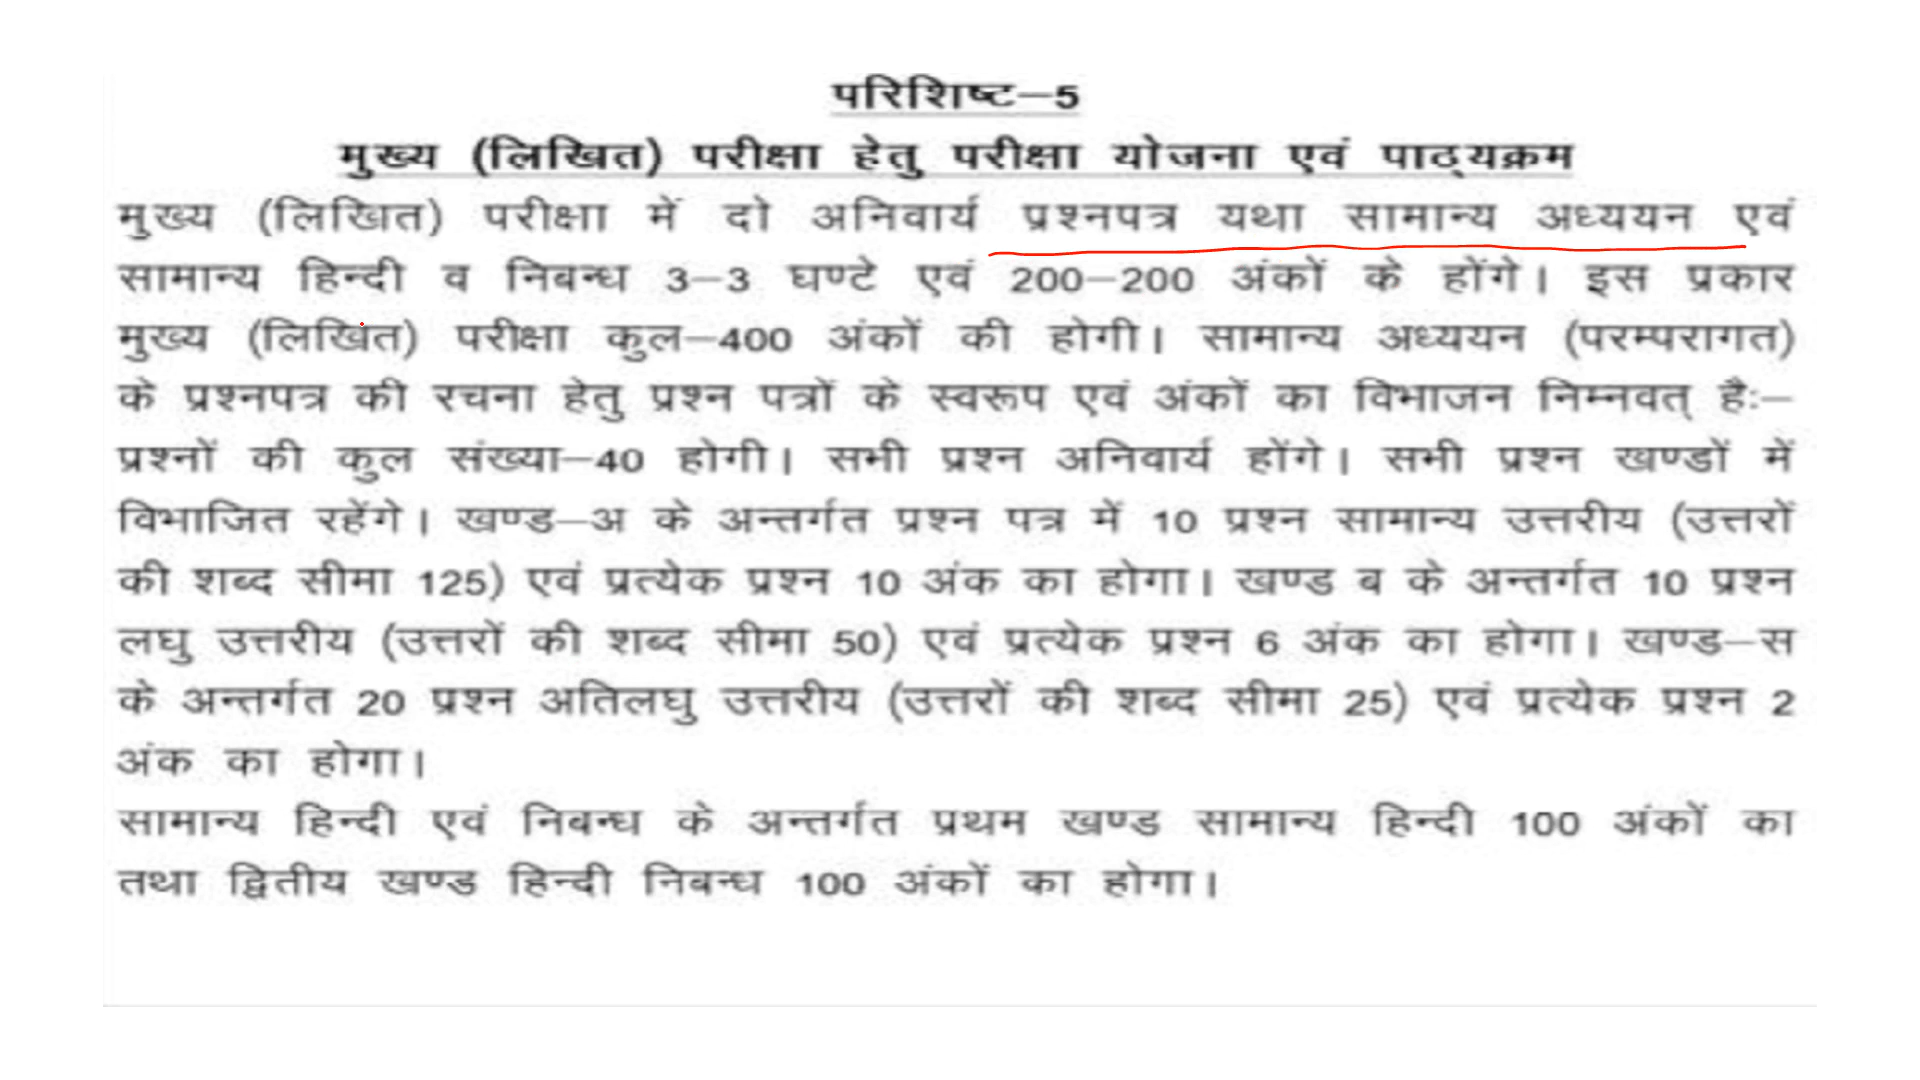 परिशिष्ट–5
मुख्य (लिखित) परीक्षा हेतु परीक्षा योजना एवं पाठ्यक्रम
मुख्य (लिखित) परीक्षा में दो अनिवार्य प्रश्नपत्र यथा सामान्य अध्ययन एवं
सामान्य हिन्दी व निबन्ध 3–3 घण्टे एवं 200–200 अंकों के होंगे। इस प्रकार
मुख्य (लिखित) परीक्षा कुल–400 अंकों की होगी। सामान्य अध्ययन (परम्परागत)
के प्रश्नपत्र की रचना हेतु प्रश्न पत्रों के स्वरूप एवं अंकों का विभाजन निम्नवत् है:–
प्रश्नों की कुल संख्या–40 होगी। सभी प्रश्न अनिवार्य होंगे। सभी प्रश्न खण्डों में
विभाजित रहेंगे। खण्ड–अ के अन्तर्गत प्रश्न पत्र में 10 प्रश्न सामान्य उत्तरीय (उत्तरों
की शब्द सीमा 125) एवं प्रत्येक प्रश्न 10 अंक का होगा। खण्ड ब के अन्तर्गत 10 प्रश्न
लघु उत्तरीय (उत्तरों की शब्द सीमा 50) एवं प्रत्येक प्रश्न 6 अंक का होगा। खण्ड–स
के अन्तर्गत 20 प्रश्न अतिलघु उत्तरीय (उत्तरों की शब्द सीमा 25) एवं प्रत्येक प्रश्न 2
अंक का होगा।
सामान्य हिन्दी एवं निबन्ध के अन्तर्गत प्रथम खण्ड सामान्य हिन्दी 100 अंकों का
तथा द्वितीय खण्ड हिन्दी निबन्ध 100 अंकों का होगा।